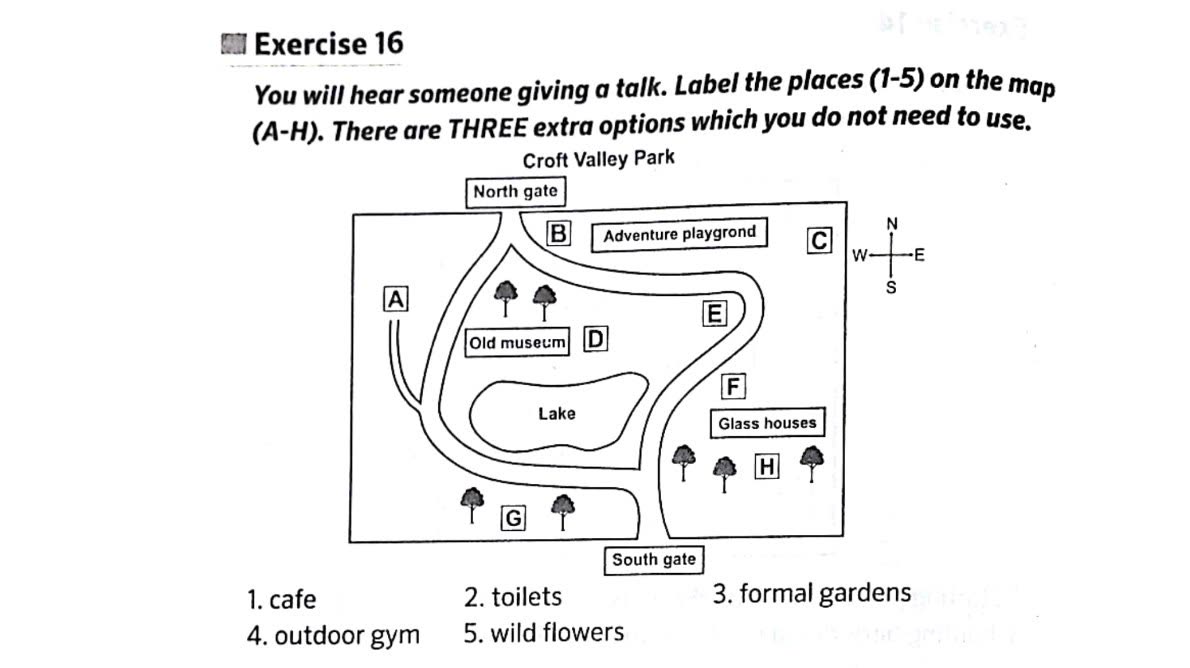 Exercise 16
You will hear someone giving a talk. Label the places (1-5) on the map
(A-H). There are THREE extra options which you do not need to use.
Croft Valley Park
North gate
B
Adventure playgrond
C
N
W
E
S
A
E
Old museum
D
F
Lake
Glass houses
H
G
South gate
1. cafe 2. toilets 3. formal gardens
4. outdoor gym 5. wild flowers